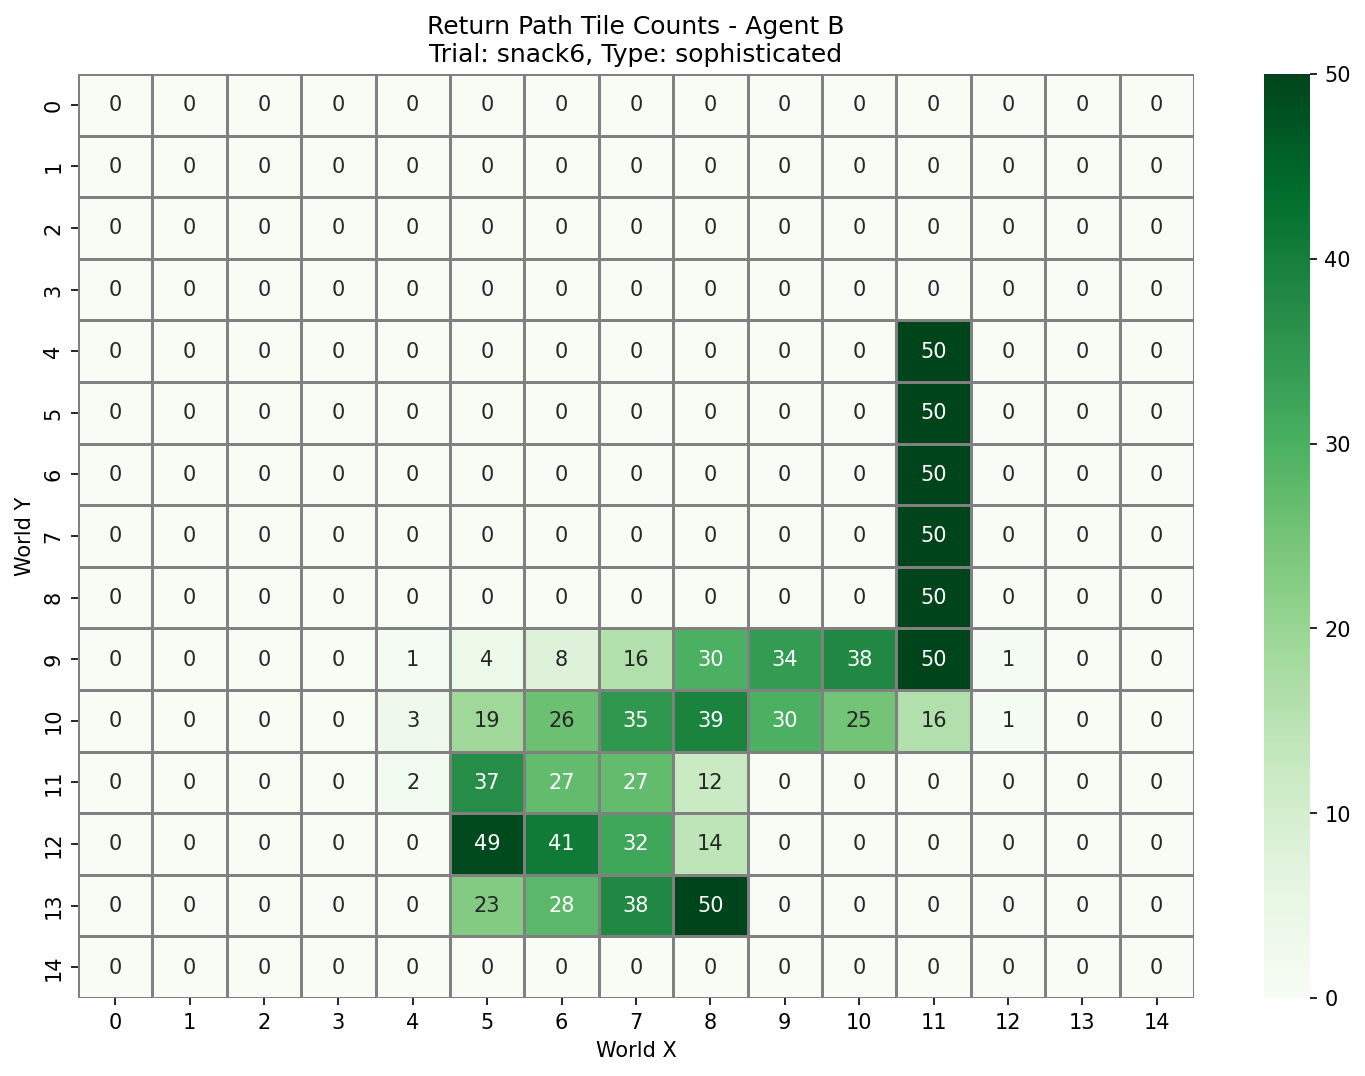 Return Path Tile Counts - Agent B
Trial: snack6, Type: sophisticated
World Y
0 0 0 0 0 0 0 0 0 0 0 0 0 0 0 0
1 0 0 0 0 0 0 0 0 0 0 0 0 0 0 0
2 0 0 0 0 0 0 0 0 0 0 0 0 0 0 0
3 0 0 0 0 0 0 0 0 0 0 0 0 0 0 0
4 0 0 0 0 0 0 0 0 0 0 0 50 0 0 0
5 0 0 0 0 0 0 0 0 0 0 0 50 0 0 0
6 0 0 0 0 0 0 0 0 0 0 0 50 0 0 0
7 0 0 0 0 0 0 0 0 0 0 0 50 0 0 0
8 0 0 0 0 0 0 0 0 0 0 0 50 0 0 0
9 0 0 0 0 1 4 8 16 30 34 38 50 1 0 0
10 0 0 0 0 3 19 26 35 39 30 25 16 1 0 0
11 0 0 0 0 2 37 27 27 12 0 0 0 0 0 0
12 0 0 0 0 0 49 41 32 14 0 0 0 0 0 0
13 0 0 0 0 0 23 28 38 50 0 0 0 0 0 0
14 0 0 0 0 0 0 0 0 0 0 0 0 0 0 0
0 1 2 3 4 5 6 7 8 9 10 11 12 13 14
World X
50
40
30
20
10
0